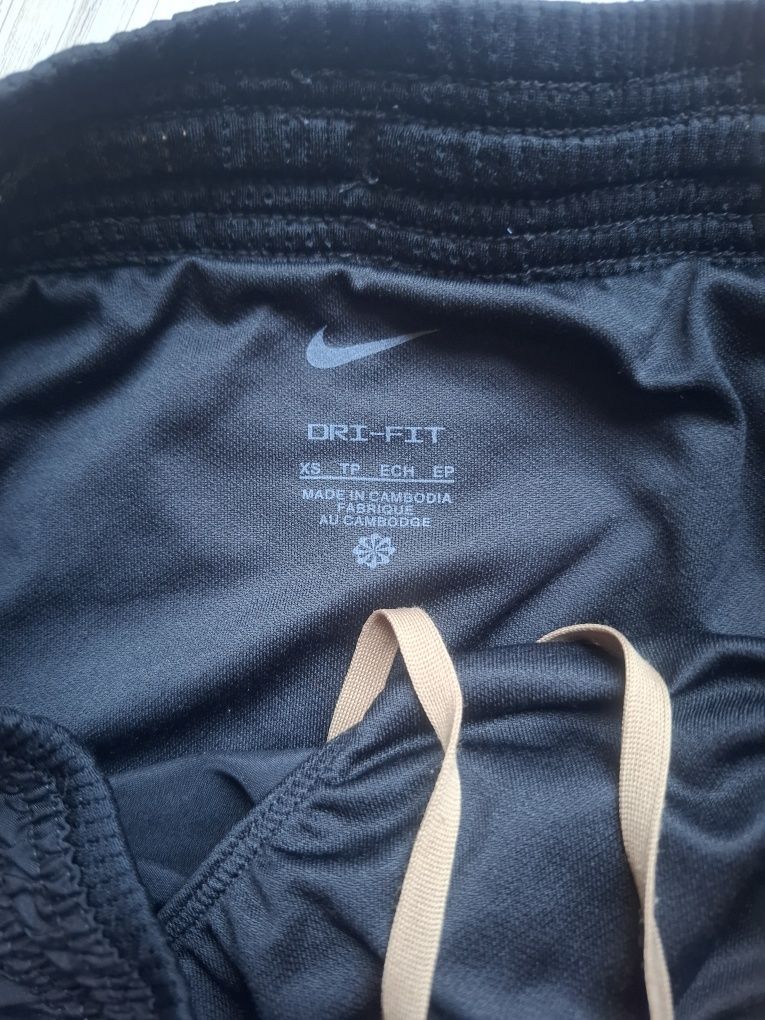 DRI-FIT
XS TP ECH EP
MADE IN CAMBODIA
FABRIQUE
AU CAMBODGE